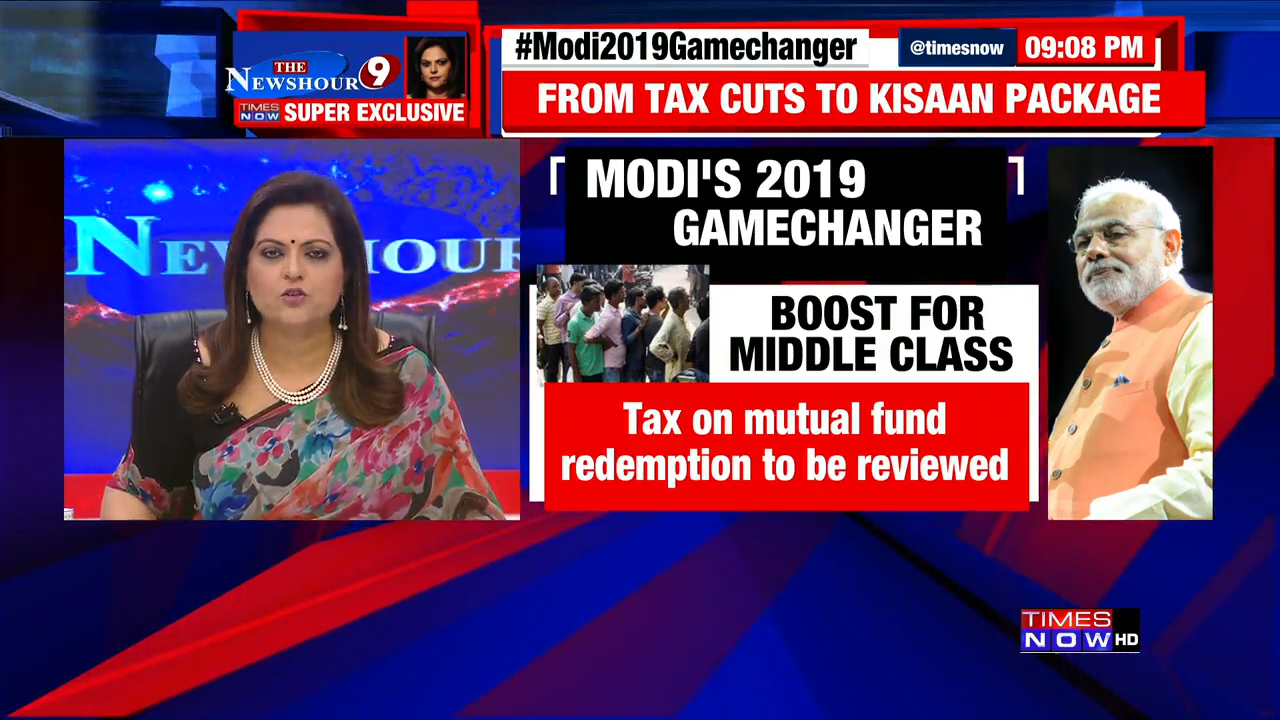 THE
NEWSHOUR 9
TIMES NOW SUPER EXCLUSIVE
#Modi2019Gamechanger
@timesnow
09:08 PM
FROM TAX CUTS TO KISAAN PACKAGE
NEWSHOUR
MODI'S 2019
GAMECHANGER
BOOST FOR
MIDDLE CLASS
Tax on mutual fund
redemption to be reviewed
TIMES
NOW HD